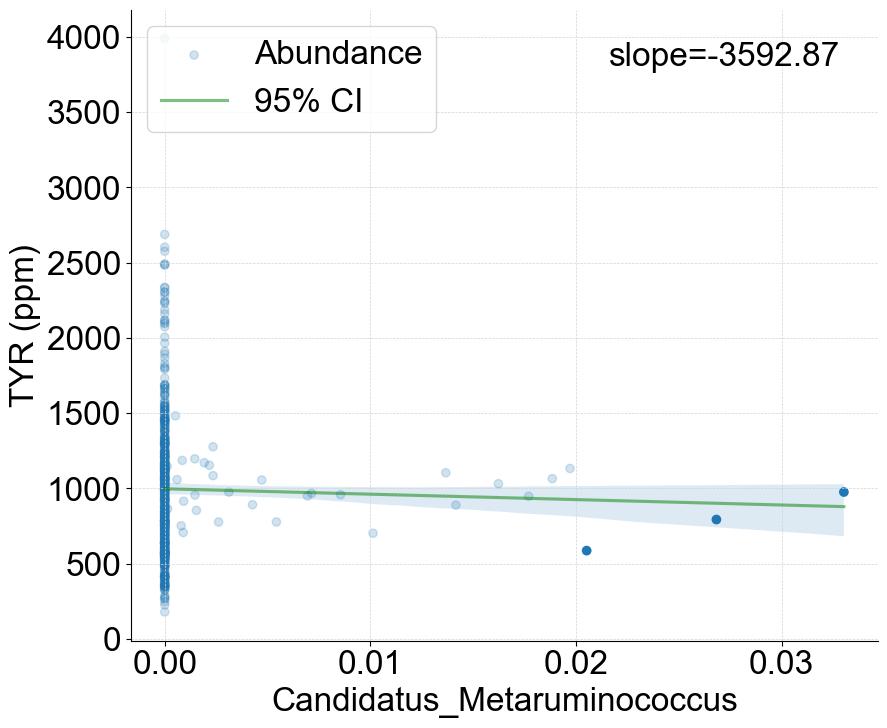 4000
3500
3000
2500
2000
1500
1000
500
0
TYR (ppm)
Abundance
95% CI
slope=-3592.87
0.00 0.01 0.02 0.03
Candidatus_Metaruminococcus